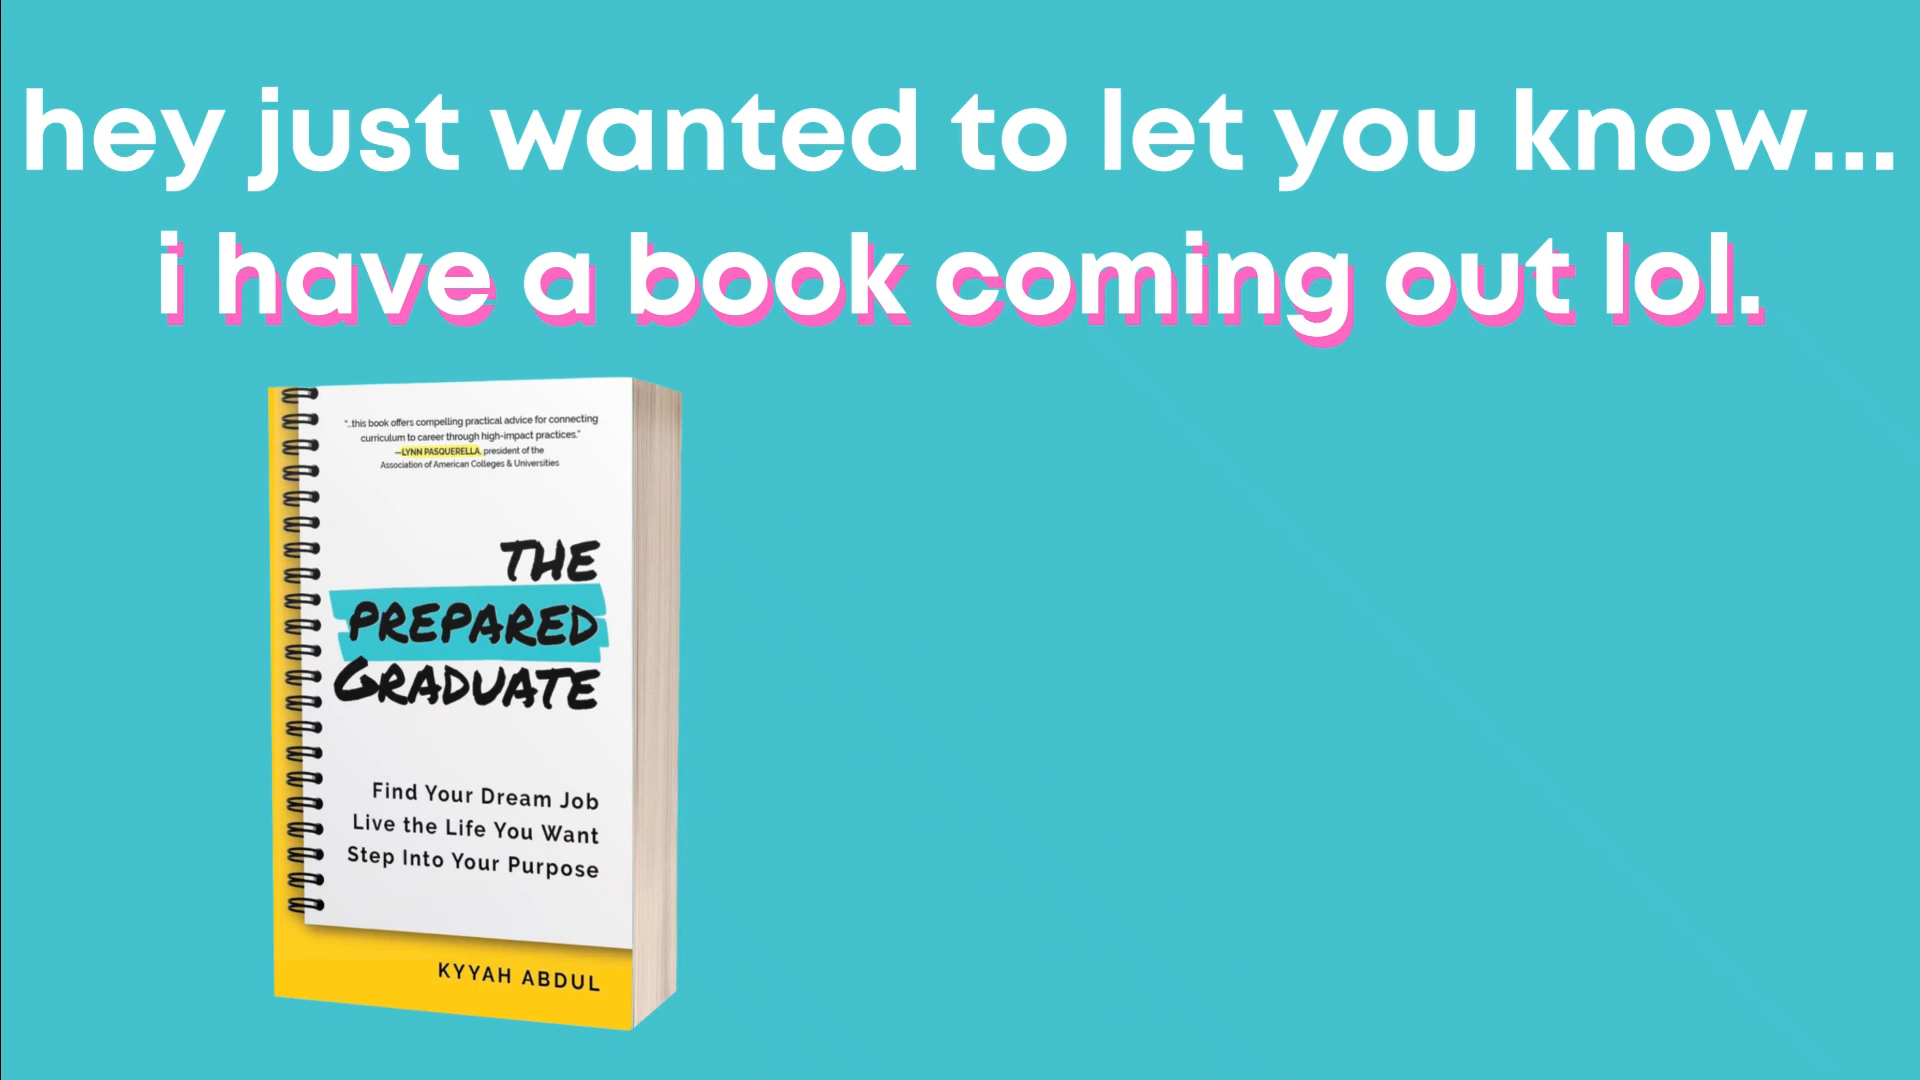 hey just wanted to let you know...
i have a book coming out lol.
"...this book offers compelling practical advice for connecting
curriculum to career through high-impact practices."
—LYNN PASQUERELLA, president of the
Association of American Colleges & Universities
THE
PREPARED
GRADUATE
Find Your Dream Job
Live the Life You Want
Step Into Your Purpose
KYYAH ABDUL